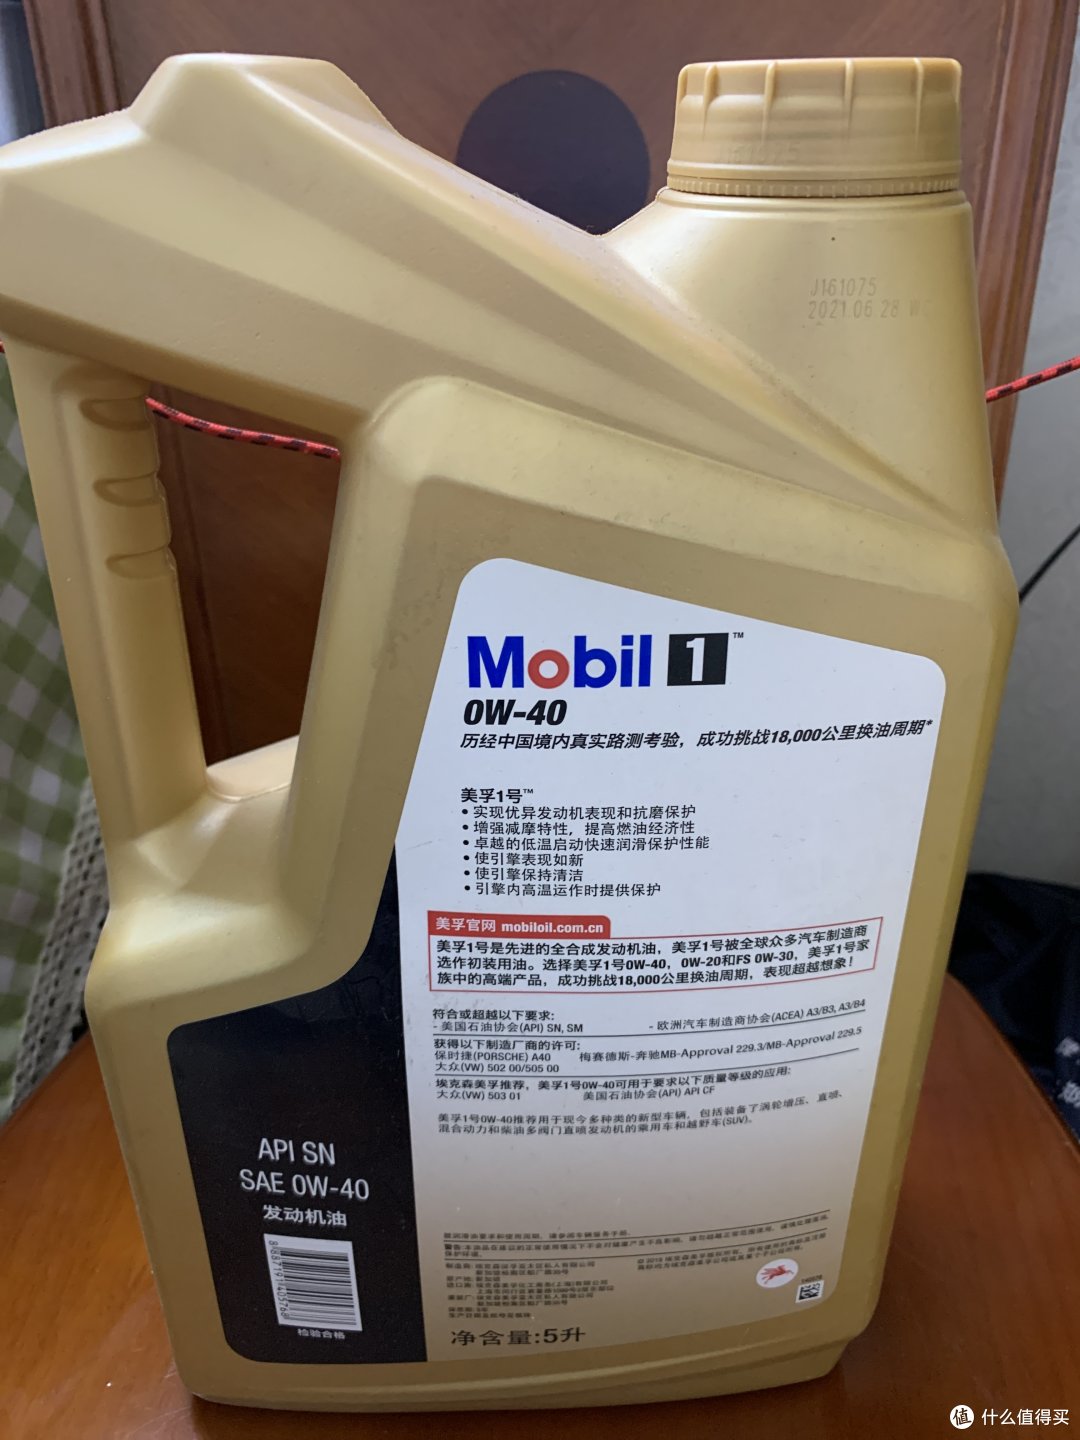 J161075
2021.06.28
Mobil 1™
0W-40
历经中国境内真实路测考验，成功挑战18,000公里换油周期*
美孚1号™
• 实现优异发动机表现和抗磨保护
• 增强减摩特性，提高燃油经济性
• 卓越的低温启动快速润滑保护性能
• 使引擎表现如新
• 使引擎保持清洁
• 引擎内高温运作时提供保护
美孚官网 mobiloil.com.cn
美孚1号是先进的全合成发动机油，美孚1号被全球众多汽车制造商
选作初装用油。选择美孚1号0W-40，0W-20和FS 0W-30，美孚1号家
族中的高端产品，成功挑战18,000公里换油周期，表现超越想象！
符合或超越以下要求：
- 美国石油协会(API) SN, SM - 欧洲汽车制造商协会(ACEA) A3/B3, A3/B4
获得以下制造厂商的许可：
保时捷(PORSCHE) A40 梅赛德斯-奔驰MB-Approval 229.3/MB-Approval 229.5
大众(VW) 502 00/505 00
埃克森美孚推荐，美孚1号0W-40可用于要求以下质量等级的应用：
大众(VW) 503 01 美国石油协会(API) API CF
美孚1号0W-40推荐用于现今多种类的新型车辆，包括装备了涡轮增压、直喷、
混合动力和柴油多阀门直喷发动机的乘用车和越野车(SUV)。
API SN
SAE 0W-40
发动机油
8888719140576 8
检验合格
净含量:5升
值 什么值得买